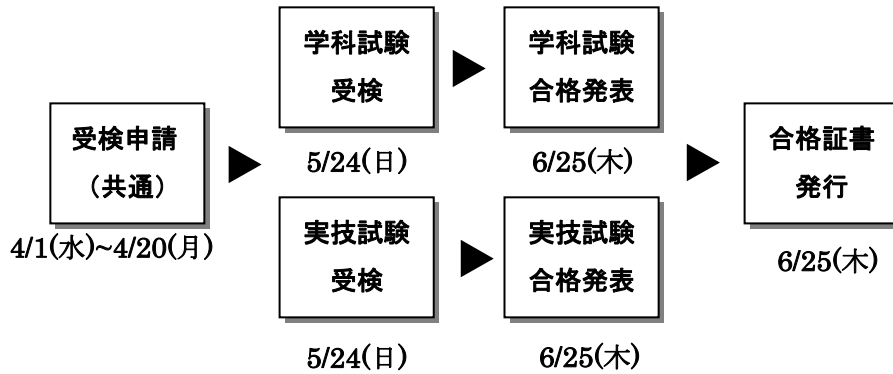 受検申請
（共通）
4/1(水)~4/20(月)
学科試験
受検
5/24(日)
学科試験
合格発表
6/25(木)
実技試験
受検
5/24(日)
実技試験
合格発表
6/25(木)
合格証書
発行
6/25(木)